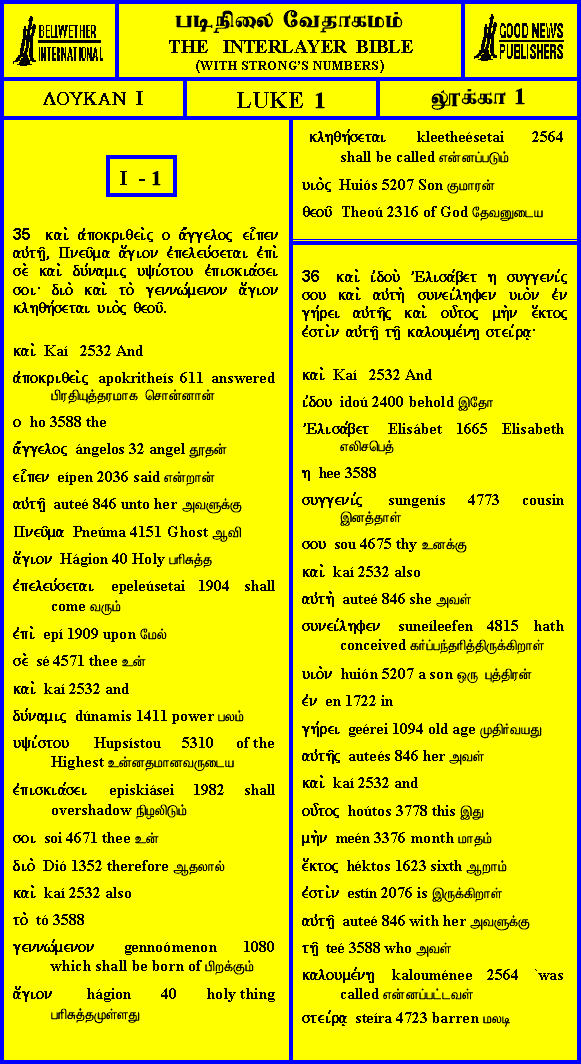 BELLWETHER
INTERNATIONAL
படிநிலை வேதாகமம்
THE INTERLAYER BIBLE
(WITH STRONG'S NUMBERS)
GOOD NEWS
PUBLISHERS
ΛΟΥΚΑΝ I
LUKE 1
லூக்கா 1
I - 1
35 καὶ ἀποκριθεὶς ο ἄγγελος εἶπεν
αὐτῇ, Πνεῦμα ἅγιον ἐπελεύσεται ἐπὶ
σὲ καὶ δύναμις υψίστου ἐπισκιάσει
σοι· διὸ καὶ τὸ γεννώμενον ἅγιον
κληθήσεται υιὸς θεοῦ.
καὶ Kaí 2532 And
ἀποκριθεὶς apokritheís 611 answered
பிரதியுத்தரமாக சொன்னான்
ο ho 3588 the
ἄγγελος ángelos 32 angel தூதன்
εἶπεν eípen 2036 said என்றான்
αὐτῇ auteé 846 unto her அவளுக்கு
Πνεῦμα Pneúma 4151 Ghost ஆவி
ἅγιον Hágion 40 Holy பரிசுத்த
ἐπελεύσεται epeleúsetai 1904 shall
come வரும்
ἐπὶ epí 1909 upon மேல்
σὲ sé 4571 thee உன்
καὶ kaí 2532 and
δύναμις dúnamis 1411 power பலம்
υψίστου Hupsístou 5310 of the
Highest உன்னதமானவருடைய
ἐπισκιάσει episkiásei 1982 shall
overshadow நிழலிடும்
σοι soi 4671 thee உன்
διὸ Dió 1352 therefore ஆதலால்
καὶ kaí 2532 also
τὸ tó 3588
γεννώμενον gennoómenon 1080
which shall be born of பிறக்கும்
ἅγιον hágion 40 holy thing
பரிசுத்தமுள்ளது
κληθήσεται kleetheésetai 2564
shall be called என்னப்படும்
υιὸς Huiós 5207 Son குமாரன்
θεοῦ Theoú 2316 of God தேவனுடைய
36 καὶ ἰδοὺ Ἐλισάβετ η συγγενίς
σου καὶ αὐτὴ συνείληφεν υιὸν ἐν
γήρει αὐτῆς καὶ οὗτος μὴν ἕκτος
ἐστὶν αὐτῇ τῇ καλουμένῃ στείρᾳ·
καὶ Kaí 2532 And
ἰδου idoú 2400 behold இதோ
Ἐλισάβετ Elisábet 1665 Elisabeth
எலிசபெத்
η hee 3588
συγγενίς sungenís 4773 cousin
இனத்தாள்
σου sou 4675 thy உனக்கு
καὶ kaí 2532 also
αὐτὴ auteé 846 she அவள்
συνείληφεν suneíleefen 4815 hath
conceived கர்ப்பந்தரித்திருக்கிறாள்
υιὸν huión 5207 a son ஒரு புத்திரன்
ἐν en 1722 in
γήρει geérei 1094 old age முதிர்வயது
αὐτῆς auteés 846 her அவள்
καὶ kaí 2532 and
οὗτος hoútos 3778 this இது
μὴν meén 3376 month மாதம்
ἕκτος héktos 1623 sixth ஆறாம்
ἐστὶν estín 2076 is இருக்கிறாள்
αὐτῇ auteé 846 with her அவளுக்கு
τῇ teé 3588 who அவள்
καλουμένῃ kalouménee 2564 \`was
called என்னப்பட்டவள்
στείρᾳ steíra 4723 barren மலடி